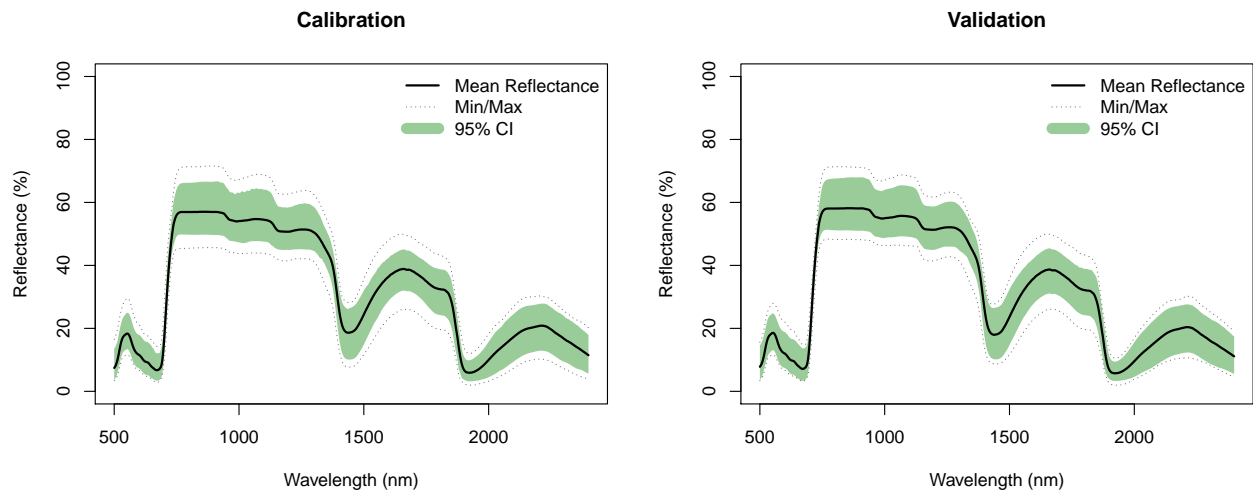 Calibration
Reflectance (%)
100
80
60
40
20
0
Mean Reflectance
Min/Max
95% CI
500 1000 1500 2000
Wavelength (nm)
Validation
Reflectance (%)
100
80
60
40
20
0
Mean Reflectance
Min/Max
95% CI
500 1000 1500 2000
Wavelength (nm)